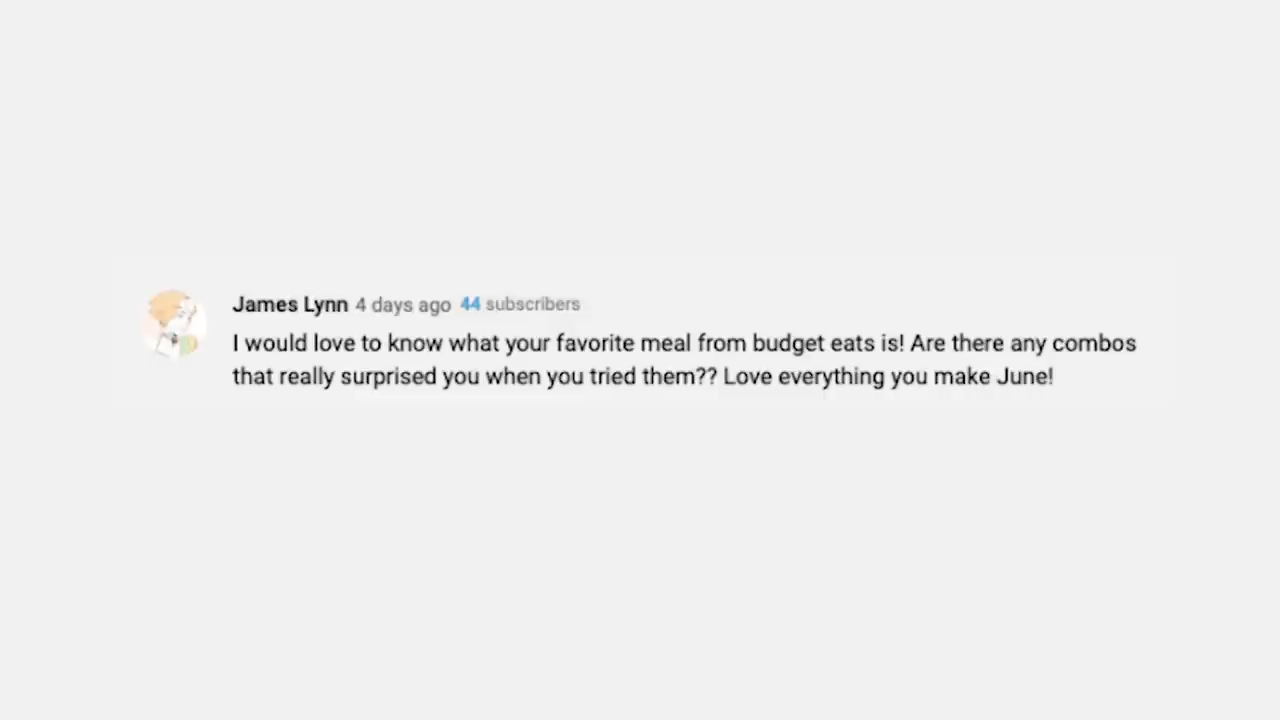 James Lynn 4 days ago 44 subscribers
I would love to know what your favorite meal from budget eats is! Are there any combos
that really surprised you when you tried them?? Love everything you make June!